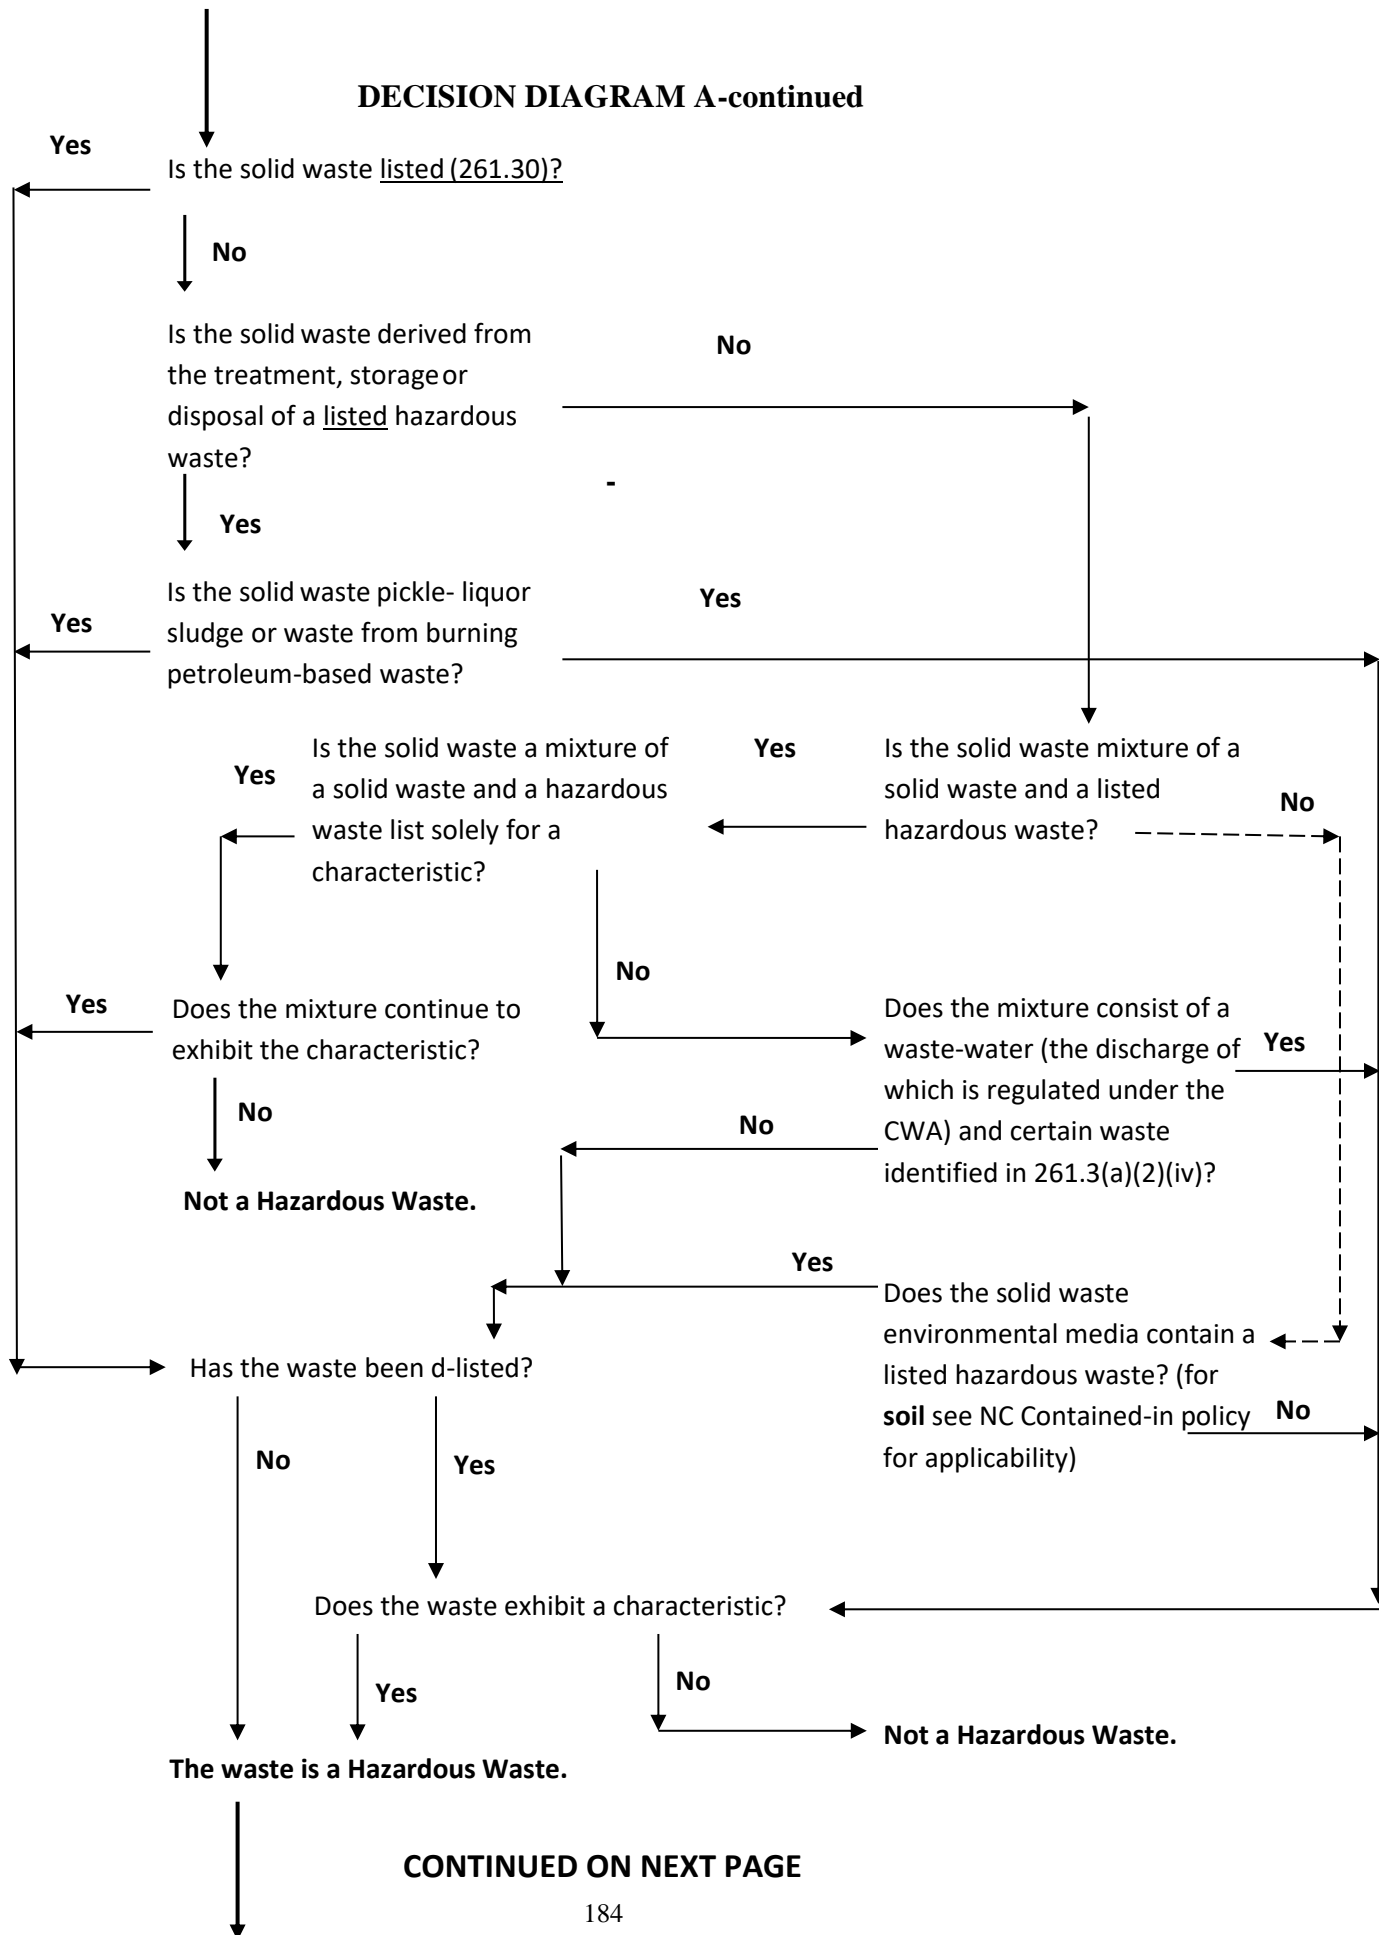 DECISION DIAGRAM A-continued
Yes
Is the solid waste listed (261.30)?
No
Is the solid waste derived from
the treatment, storage or
disposal of a listed hazardous
waste?
No
-
Yes
Is the solid waste pickle- liquor
sludge or waste from burning
petroleum-based waste?
Yes
Yes
Is the solid waste a mixture of
a solid waste and a hazardous
waste list solely for a
characteristic?
Yes
Yes
Is the solid waste mixture of a
solid waste and a listed
hazardous waste?
No
No
Yes
Does the mixture continue to
exhibit the characteristic?
No
Not a Hazardous Waste.
Does the mixture consist of a
waste-water (the discharge of
which is regulated under the
CWA) and certain waste
identified in 261.3(a)(2)(iv)?
Yes
No
Yes
Does the solid waste
environmental media contain a
listed hazardous waste? (for
soil see NC Contained-in policy
for applicability)
No
Has the waste been d-listed?
No
Yes
Does the waste exhibit a characteristic?
Yes
No
Not a Hazardous Waste.
The waste is a Hazardous Waste.
CONTINUED ON NEXT PAGE
184